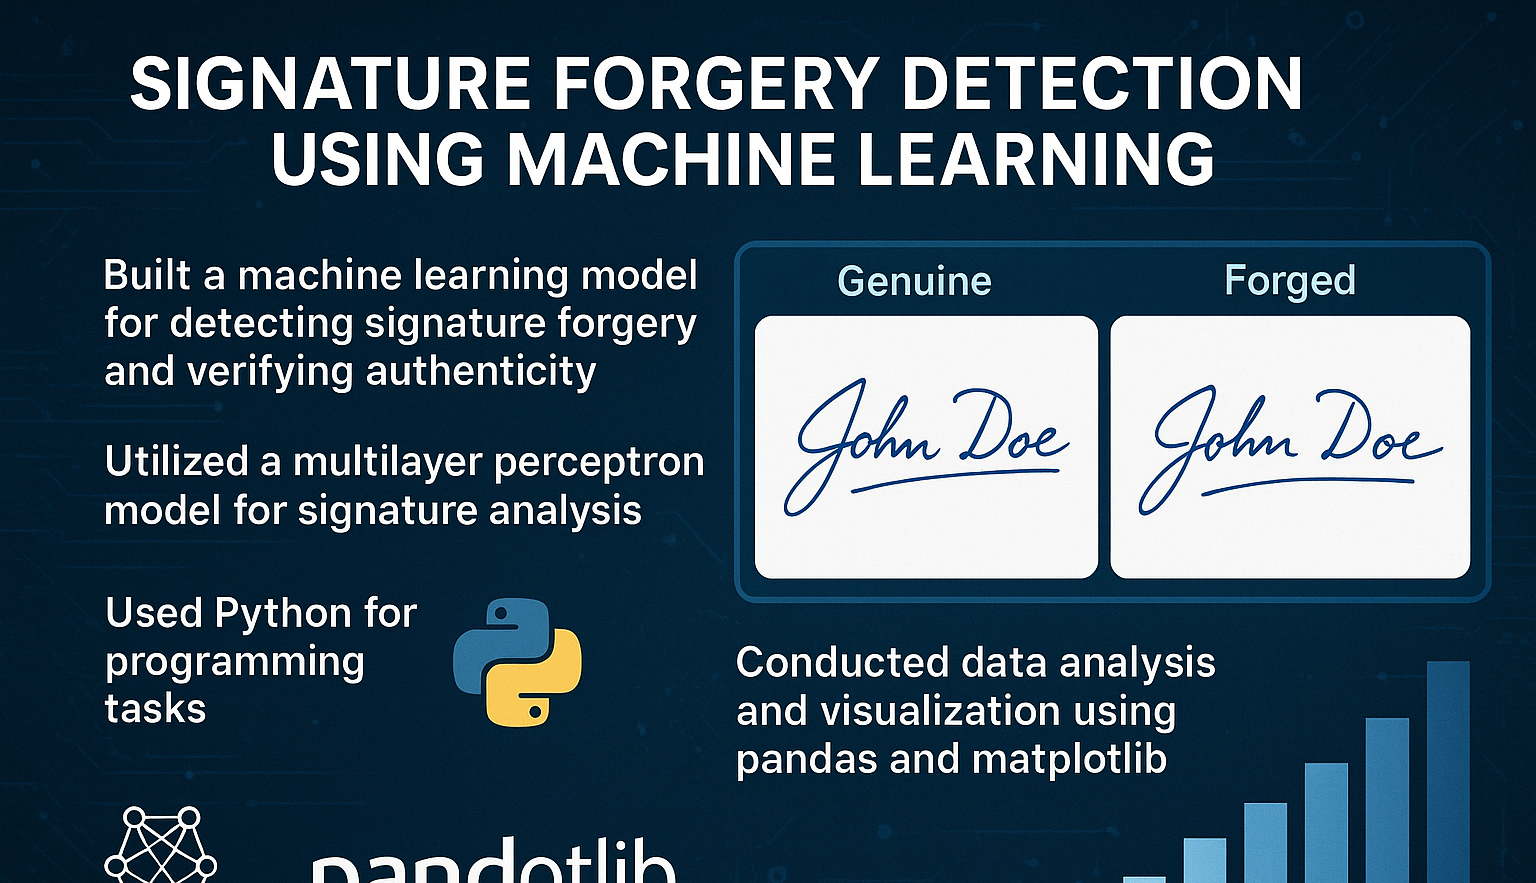 SIGNATURE FORGERY DETECTION
USING MACHINE LEARNING
Built a machine learning model
for detecting signature forgery
and verifying authenticity
Utilized a multilayer perceptron
model for signature analysis
Used Python for
programming
tasks
Genuine
Forged
John Doe
John Doe
Conducted data analysis
and visualization using
pandas and matplotlib
pandotlib